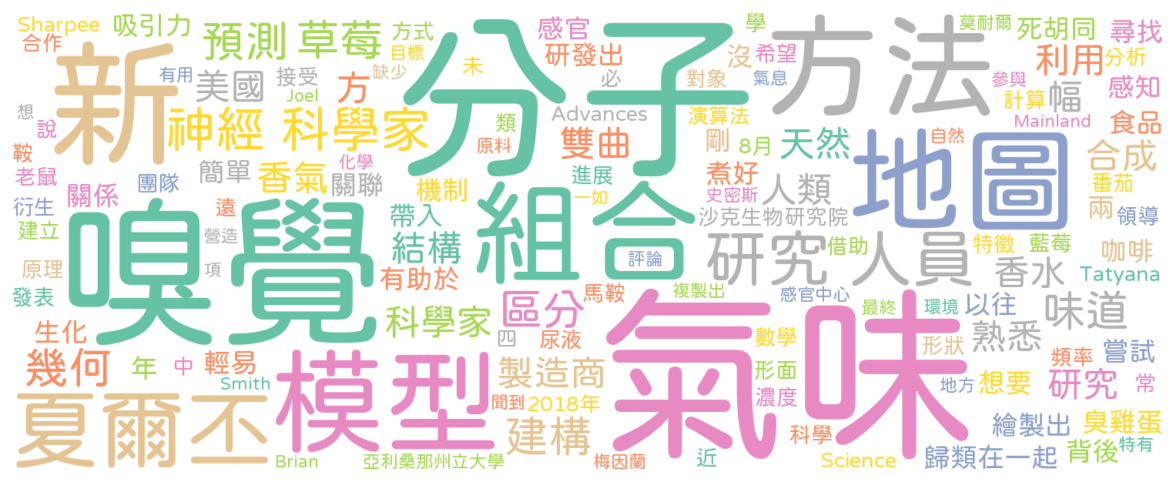 Sharpee 吸引力 預測 草莓 分子 感官 學 莫耐爾 死胡同 尋找
合作 新 方式 研發出 沒 希望 方法 利用 分析
有用 美國 接受 方 目標 缺少 未 必 對象 氣息 參與 幅 感知
想 Joel 類 Advances 演算法 計算 Mainland 食品
說 神經 科學家 原料 雙曲 剛 8月 天然 地圖 自然 合成
鞍 老鼠 團隊 簡單 香氣 化學 關聯 機制 進展 一如 煮好 史密斯 人類 番茄
關係 嗅覺 組合 兩 領導
衍生 遠 帶入 沙克生物研究院
建立 營造 結構 評論 研究 人員 借助 特徵 藍莓 咖啡
原理 項 有助於 香水 Tatyana
發表 馬鞍 複製出 感官中心 氣味 最終 環境 以往 味道
生化 科學家 區分 尿液 四 數學 形狀 熟悉 嘗試
幾何 年 中 輕易 模型 製造商 形面 地方 頻率
Smith 濃度 想要 研究 常
夏爾丕 聞到 2018年 建構 科學 繪製出 臭雞蛋
Brian 亞利桑那州立大學 梅因蘭 近 Science 歸類在一起 背後 特有